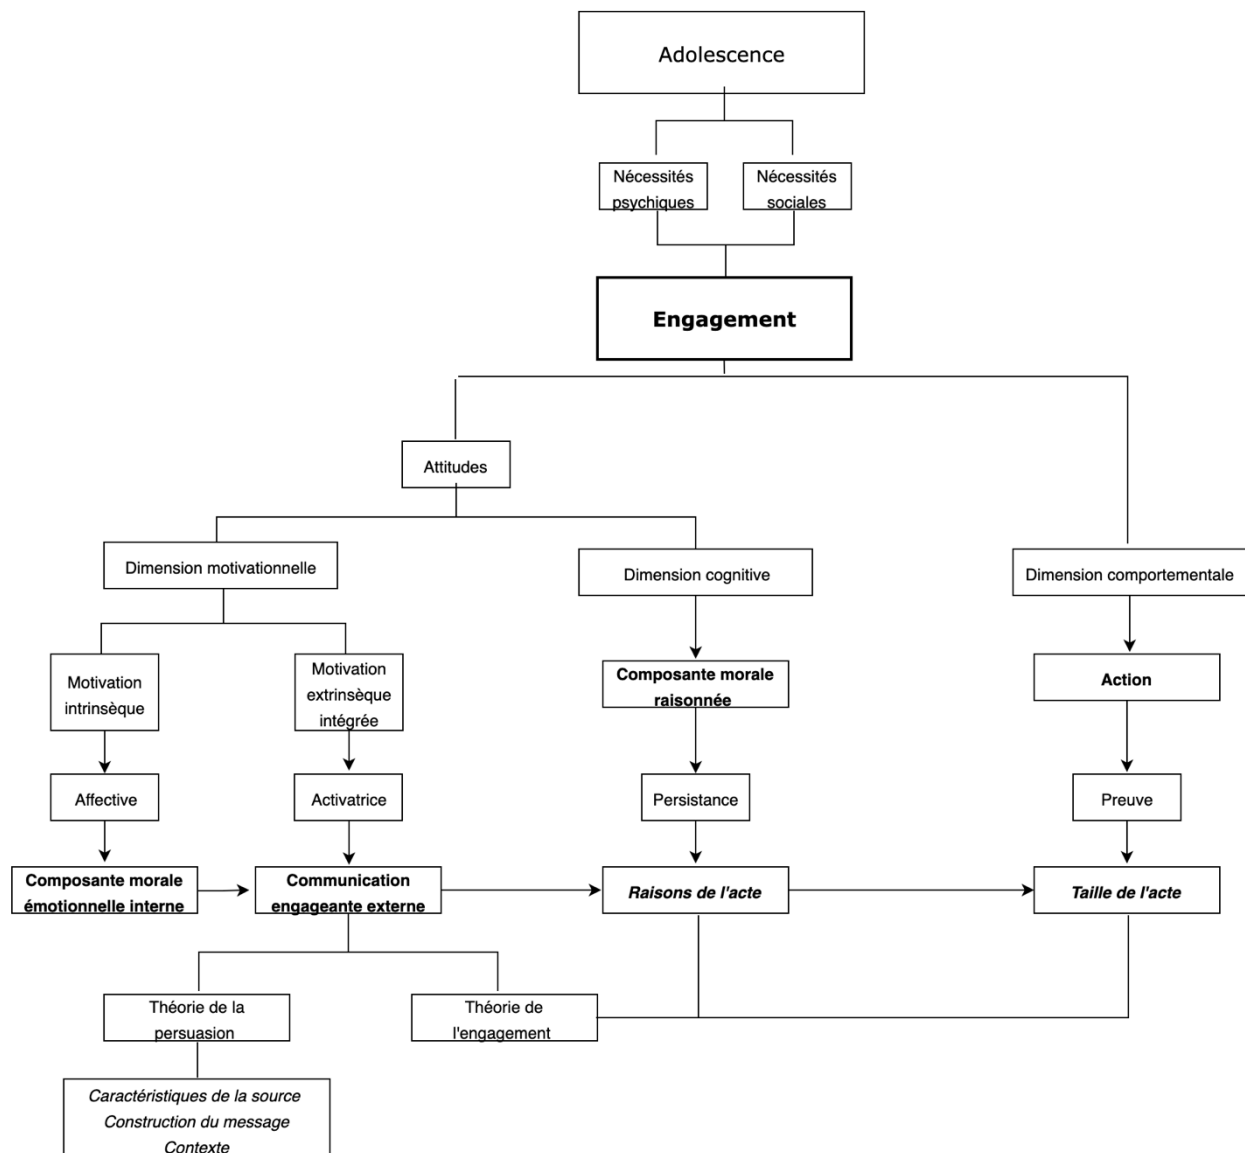 Adolescence
Nécessités
psychiques
Nécessités
sociales
Engagement
Attitudes
Dimension motivationnelle
Dimension cognitive
Dimension comportementale
Motivation
intrinsèque
Motivation
extrinsèque
intégrée
Composante morale
raisonnée
Action
Affective
Activatrice
Persistance
Preuve
Composante morale
émotionnelle interne
Communication
engageante externe
Raisons de l'acte
Taille de l'acte
Théorie de la
persuasion
Théorie de
l'engagement
Caractéristiques de la source
Construction du message
Contexte